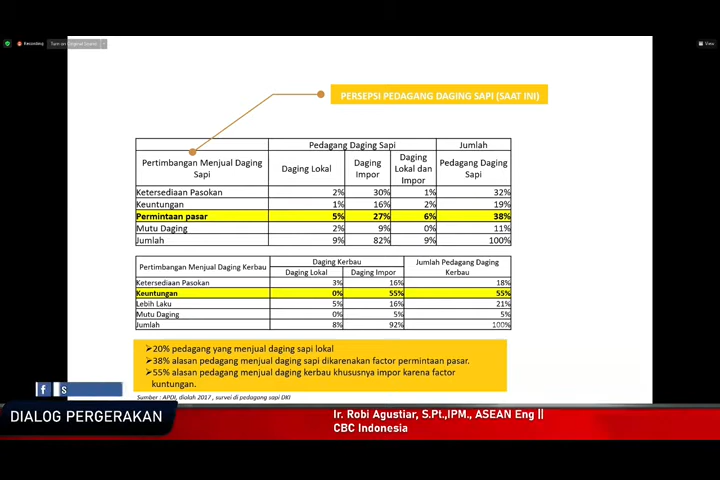 Recording
View
PERSEPSI PEDAGANG DAGING SAPI (SAAT INI)
Pertimbangan Menjual Daging Sapi
Pedagang Daging Sapi
Jumlah
Daging Lokal
Daging Impor
Daging Lokal dan Impor
Pedagang Daging Sapi
Ketersediaan Pasokan 2% 30% 1% 32%
Keuntungan 1% 16% 2% 19%
Permintaan pasar 5% 27% 6% 38%
Mutu Daging 2% 9% 0% 11%
Jumlah 9% 82% 9% 100%
Pertimbangan Menjual Daging Kerbau
Daging Kerbau
Jumlah Pedagang Daging Kerbau
Daging Lokal
Daging Impor
Ketersediaan Pasokan 3% 16% 18%
Keuntungan 0% 55% 55%
Lebih Laku 5% 16% 21%
Mutu Daging 0% 5% 5%
Jumlah 8% 92% 100%
➢20% pedagang yang menjual daging sapi lokal
➢38% alasan pedagang menjual daging sapi dikarenakan factor permintaan pasar.
➢55% alasan pedagang menjual daging kerbau khususnya impor karena factor
kuntungan.
Sumber : APDI, diolah 2017 , survei di pedagang sapi DKI
f S
DIALOG PERGERAKAN
Ir. Robi Agustiar, S.Pt.,IPM., ASEAN Eng ||
CBC Indonesia